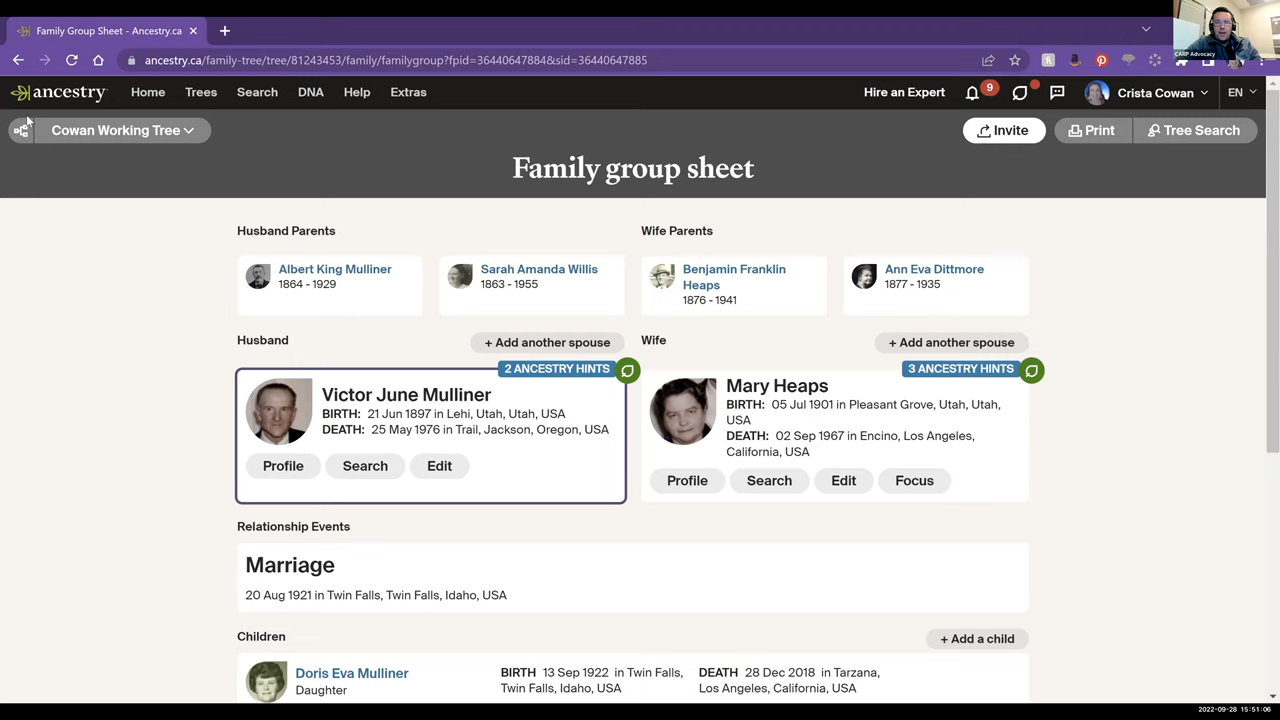 Family Group Sheet - Ancestry.ca
ancestry.ca/family-tree/tree/81243453/family/familygroup?fpid=36440647884&sid=36440647885
CARP Advocacy
ancestry Home Trees Search DNA Help Extras Hire an Expert 9 Crista Cowan EN
Cowan Working Tree Invite Print Tree Search
Family group sheet
Husband Parents
Albert King Mulliner
1864 - 1929
Sarah Amanda Willis
1863 - 1955
Wife Parents
Benjamin Franklin
Heaps
1876 - 1941
Ann Eva Dittmore
1877 - 1935
Husband + Add another spouse
2 ANCESTRY HINTS
Victor June Mulliner
BIRTH: 21 Jun 1897 in Lehi, Utah, Utah, USA
DEATH: 25 May 1976 in Trail, Jackson, Oregon, USA
Profile Search Edit
Wife + Add another spouse
3 ANCESTRY HINTS
Mary Heaps
BIRTH: 05 Jul 1901 in Pleasant Grove, Utah, Utah,
USA
DEATH: 02 Sep 1967 in Encino, Los Angeles,
California, USA
Profile Search Edit Focus
Relationship Events
Marriage
20 Aug 1921 in Twin Falls, Twin Falls, Idaho, USA
Children + Add a child
Doris Eva Mulliner
Daughter
BIRTH 13 Sep 1922 in Twin Falls,
Twin Falls, Idaho, USA
DEATH 28 Dec 2018 in Tarzana,
Los Angeles, California, USA
2022-09-28 15:51:06